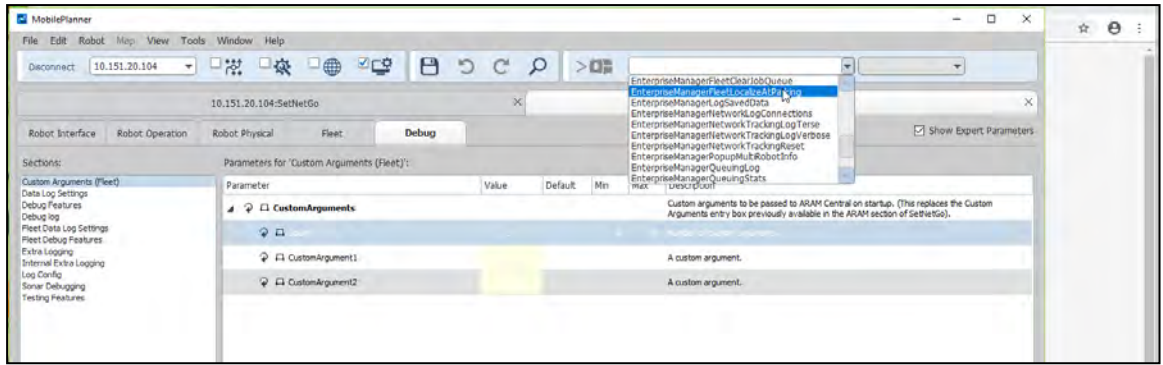 MobilePlanner
File Edit Robot Map View Tools Window Help
Disconnect 10.151.20.104
EnterpriseManagerFleetClearJobQueue
EnterpriseManagerFleetLocalizeAtParking
EnterpriseManagerLogSavedData
EnterpriseManagerNetworkLogConnections
EnterpriseManagerNetworkTrackingLogTerse
EnterpriseManagerNetworkTrackingLogVerbose
EnterpriseManagerNetworkTrackingReset
EnterpriseManagerPopupMultiRobotInfo
EnterpriseManagerQueuingLog
EnterpriseManagerQueuingStats
10.151.20.104:SetNetGo
Robot Interface Robot Operation Robot Physical Fleet Debug Show Expert Parameters
Sections:
Custom Arguments (Fleet)
Data Log Settings
Debug Features
Debug log
Fleet Data Log Settings
Fleet Debug Features
Extra Logging
Internal Extra Logging
Log Config
Sonar Debugging
Testing Features
Parameters for 'Custom Arguments (Fleet)':
Parameter Value Default Min Max Description
CustomArguments
Custom arguments to be passed to ARAM Central on startup. (This replaces the Custom
Arguments entry box previously available in the ARAM section of SetNetGo).
CustomArgument1 A custom argument.
CustomArgument2 A custom argument.